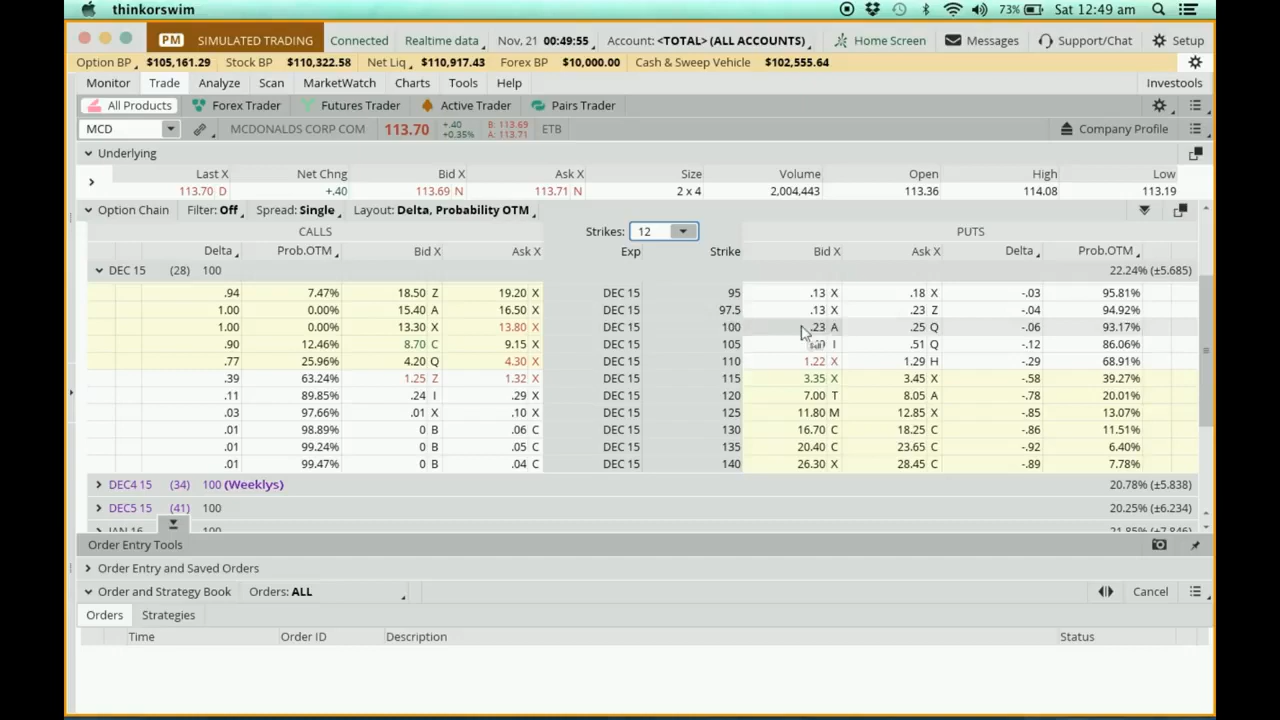 thinkorswim 73% Sat 12:49 am
PM SIMULATED TRADING Connected Realtime data Nov, 21 00:49:55 Account: <TOTAL> (ALL ACCOUNTS) Home Screen Messages Support/Chat Setup
Option BP $105,161.29 Stock BP $110,322.58 Net Liq $110,917.43 Forex BP $10,000.00 Cash & Sweep Vehicle $102,555.64
Monitor Trade Analyze Scan MarketWatch Charts Tools Help Investools
All Products Forex Trader Futures Trader Active Trader Pairs Trader
MCD MCDONALDS CORP COM 113.70 +.40 +0.35% B: 113.69 A: 113.71 ETB Company Profile
Underlying
Last X Net Chng Bid X Ask X Size Volume Open High Low
113.70 D +.40 113.69 N 113.71 N 2 x 4 2,004,443 113.36 114.08 113.19
Option Chain Filter: Off Spread: Single Layout: Delta, Probability OTM
CALLS Strikes: 12 PUTS
Delta Prob.OTM Bid X Ask X Exp Strike Bid X Ask X Delta Prob.OTM
DEC 15 (28) 100 22.24% (±5.685)
.94 7.47% 18.50 Z 19.20 X DEC 15 95 .13 X .18 X -.03 95.81%
1.00 0.00% 15.40 A 16.50 X DEC 15 97.5 .13 X .23 Z -.04 94.92%
1.00 0.00% 13.30 X 13.80 X DEC 15 100 .23 A .25 Q -.06 93.17%
.90 12.46% 8.70 C 9.15 X DEC 15 105 I .51 Q -.12 86.06%
.77 25.96% 4.20 Q 4.30 X DEC 15 110 1.22 X 1.29 H -.29 68.91%
.39 63.24% 1.25 Z 1.32 X DEC 15 115 3.35 X 3.45 X -.58 39.27%
.11 89.85% .24 I .29 X DEC 15 120 7.00 T 8.05 A -.78 20.01%
.03 97.66% .01 X .10 X DEC 15 125 11.80 M 12.85 X -.85 13.07%
.01 98.89% 0 B .06 C DEC 15 130 16.70 C 18.25 C -.86 11.51%
.01 99.24% 0 B .05 C DEC 15 135 20.40 C 23.65 C -.92 6.40%
.01 99.47% 0 B .04 C DEC 15 140 26.30 X 28.45 C -.89 7.78%
DEC4 15 (34) 100 (Weeklys) 20.78% (±5.838)
DEC5 15 (41) 100 20.25% (±6.234)
JAN 16 100 21.85% (±7.846)
Order Entry Tools
Order Entry and Saved Orders
Order and Strategy Book Orders: ALL Cancel
Orders Strategies
Time Order ID Description Status